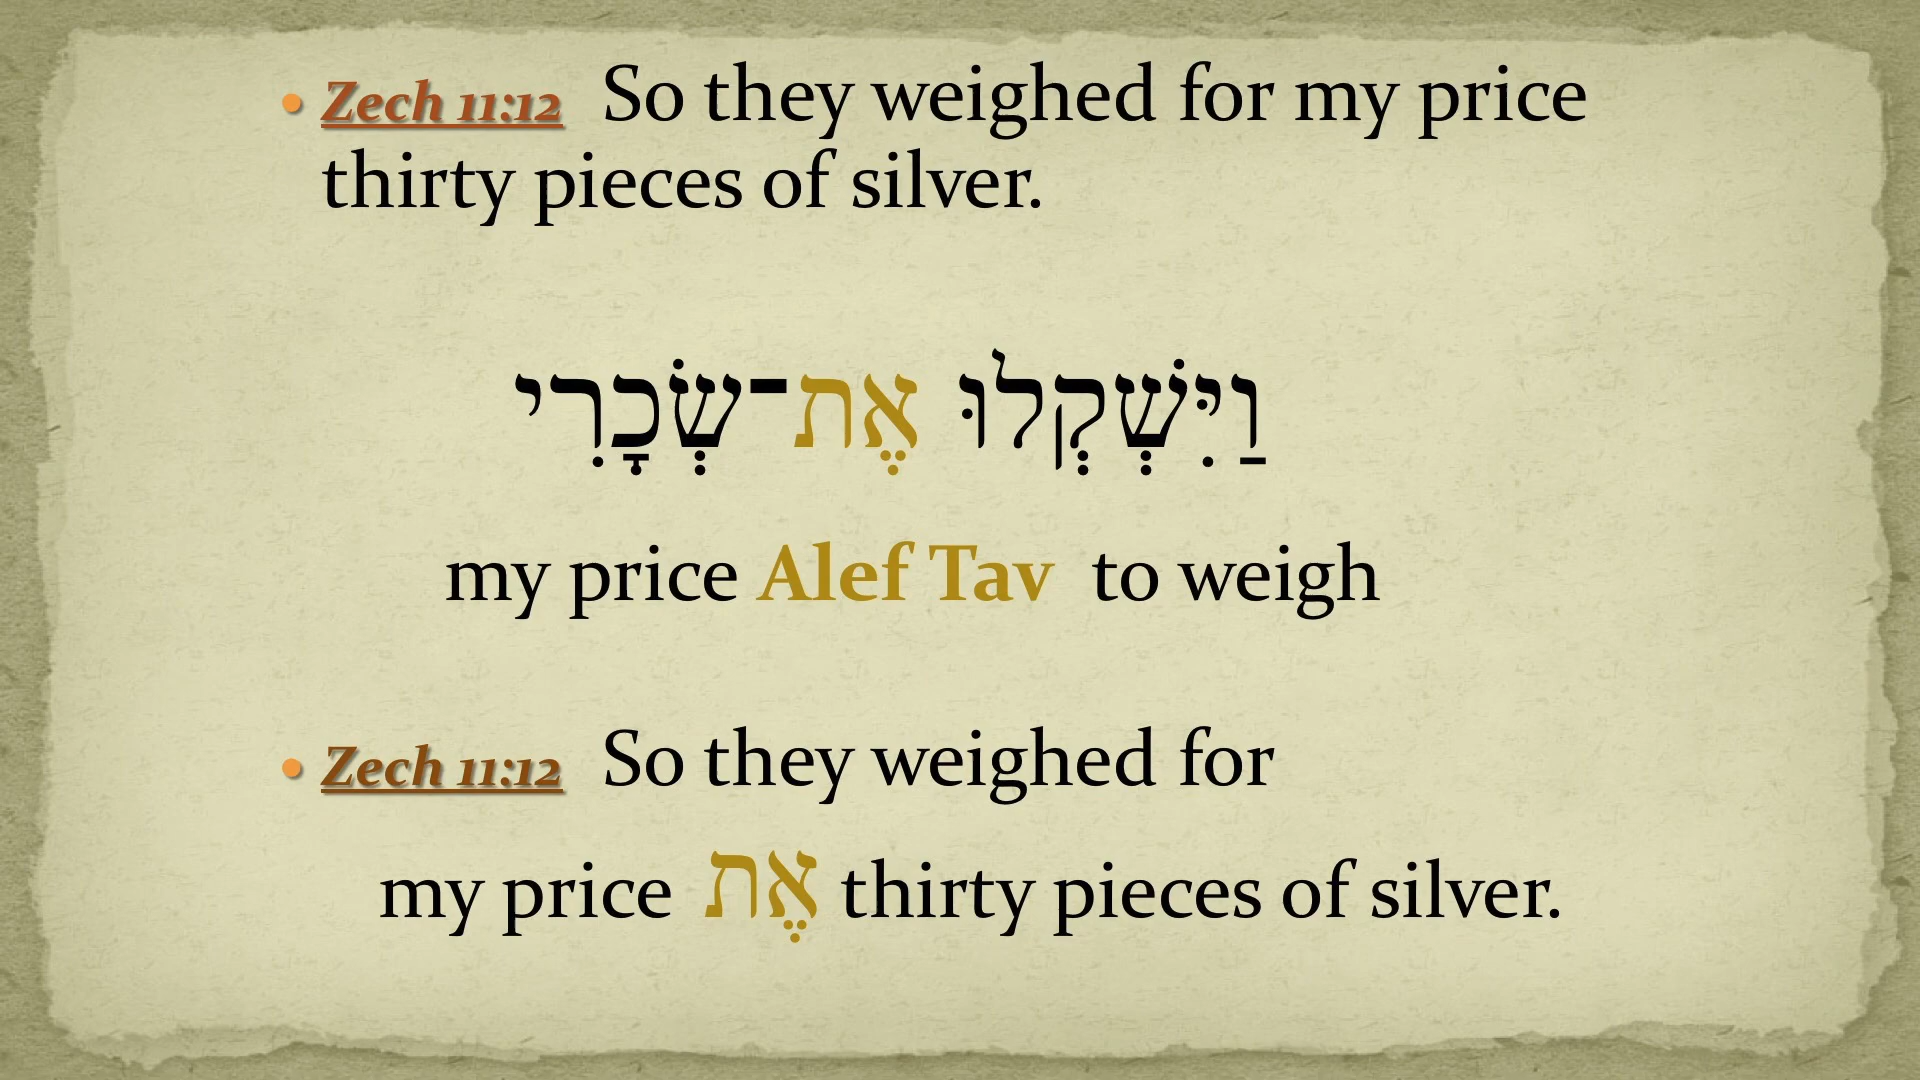 • Zech 11:12 So they weighed for my price
thirty pieces of silver.
וַיִּשְׁקְלוּ אֶת־שְׂכָרִי
my price Alef Tav to weigh
• Zech 11:12 So they weighed for
my price אֶת thirty pieces of silver.